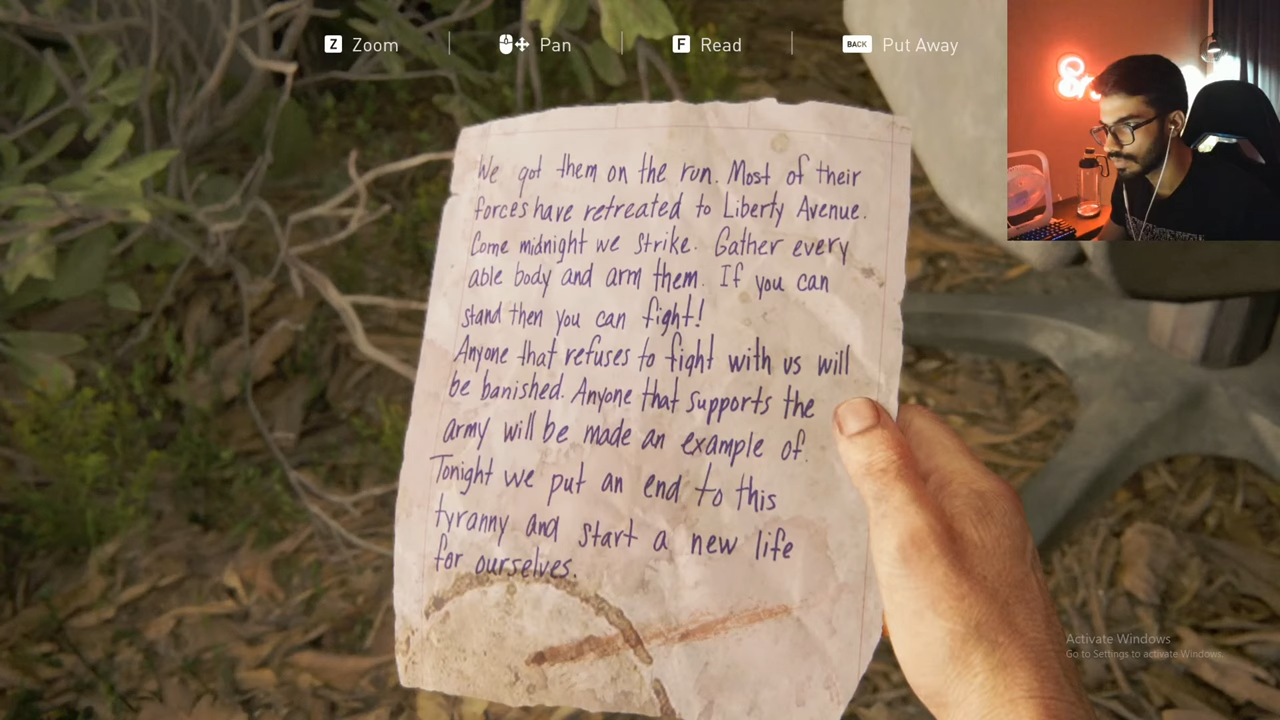 Z Zoom
Pan
F Read
BACK Put Away
We got them on the run. Most of their
forces have retreated to Liberty Avenue.
Come midnight we strike. Gather every
able body and arm them. If you can
stand then you can fight!
Anyone that refuses to fight with us will
be banished. Anyone that supports the
army will be made an example of.
Tonight we put an end to this
tyranny and start a new life
for ourselves.
Activate Windows
Go to Settings to activate Windows.